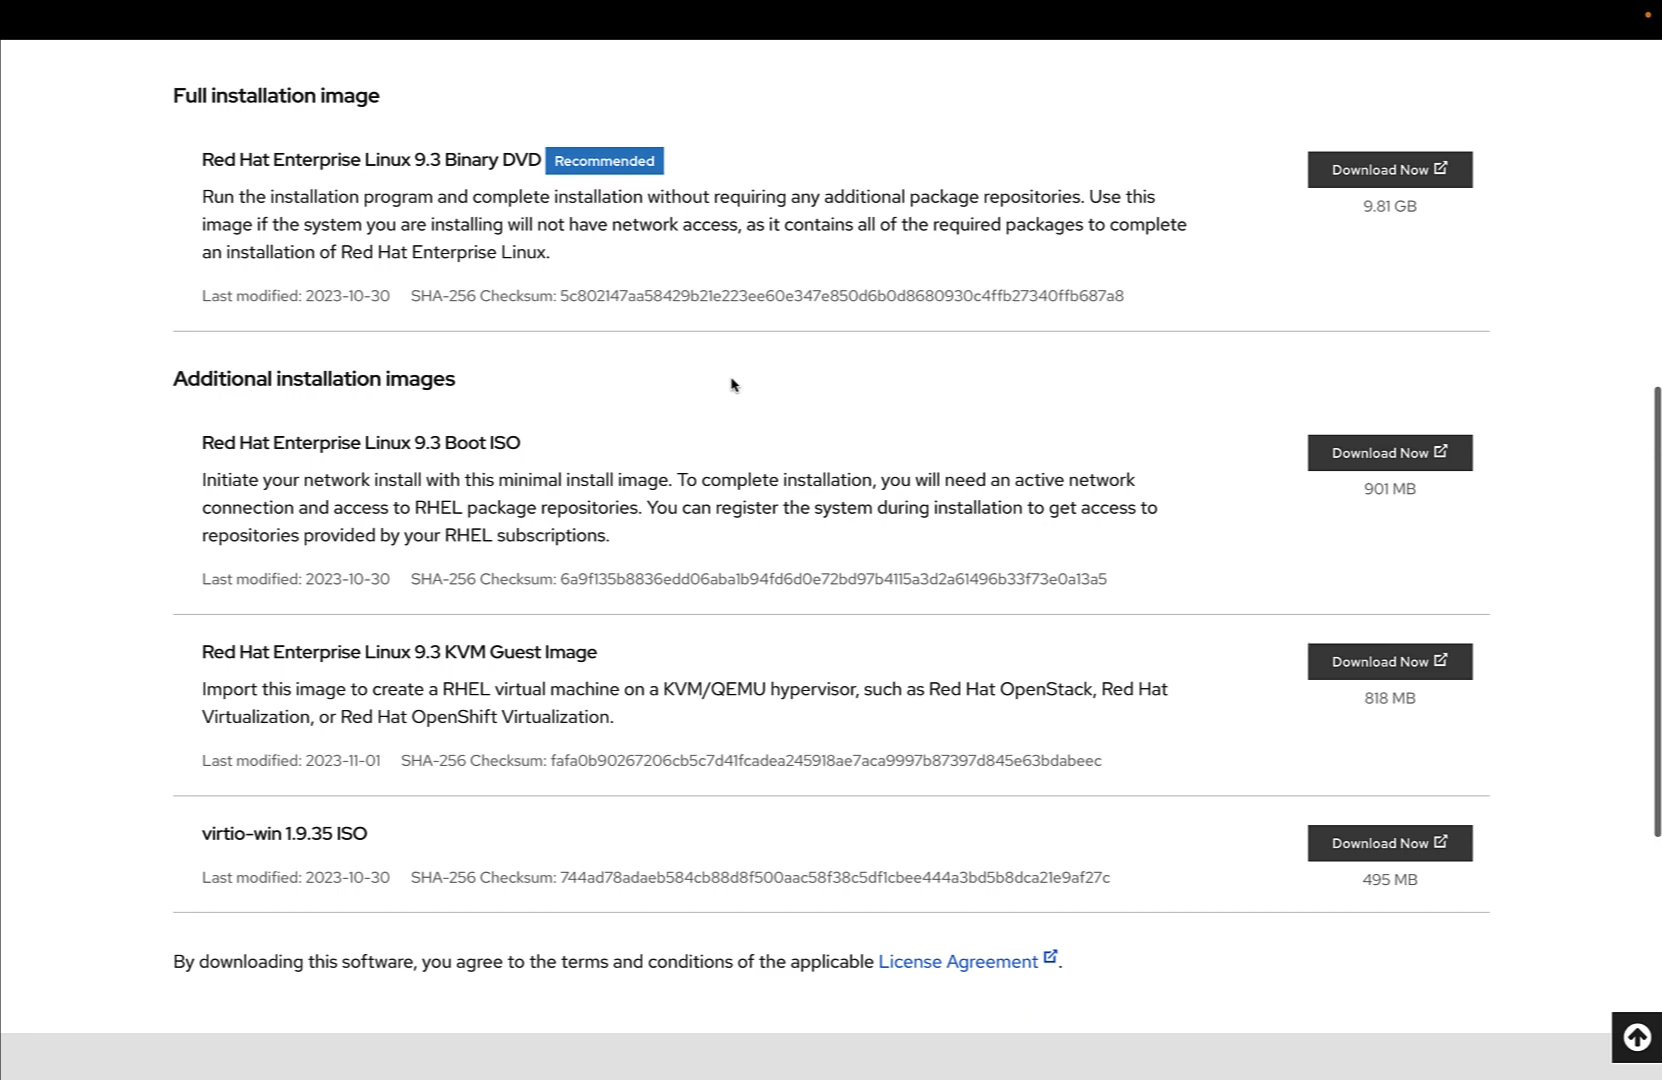 Full installation image
Red Hat Enterprise Linux 9.3 Binary DVD Recommended
Download Now
9.81 GB
Run the installation program and complete installation without requiring any additional package repositories. Use this
image if the system you are installing will not have network access, as it contains all of the required packages to complete
an installation of Red Hat Enterprise Linux.
Last modified: 2023-10-30 SHA-256 Checksum: 5c802147aa58429b21e223ee60e347e850d6b0d8680930c4ffb27340ffb687a8
Additional installation images
Red Hat Enterprise Linux 9.3 Boot ISO
Download Now
901 MB
Initiate your network install with this minimal install image. To complete installation, you will need an active network
connection and access to RHEL package repositories. You can register the system during installation to get access to
repositories provided by your RHEL subscriptions.
Last modified: 2023-10-30 SHA-256 Checksum: 6a9f135b8836edd06aba1b94fd6d0e72bd97b4115a3d2a61496b33f73e0a13a5
Red Hat Enterprise Linux 9.3 KVM Guest Image
Download Now
818 MB
Import this image to create a RHEL virtual machine on a KVM/QEMU hypervisor, such as Red Hat OpenStack, Red Hat
Virtualization, or Red Hat OpenShift Virtualization.
Last modified: 2023-11-01 SHA-256 Checksum: fafa0b90267206cb5c7d41fcadea245918ae7aca9997b87397d845e63bdabeec
virtio-win 1.9.35 ISO
Download Now
495 MB
Last modified: 2023-10-30 SHA-256 Checksum: 744ad78adaeb584cb88d8f500aac58f38c5df1cbee444a3bd5b8dca21e9af27c
By downloading this software, you agree to the terms and conditions of the applicable License Agreement.